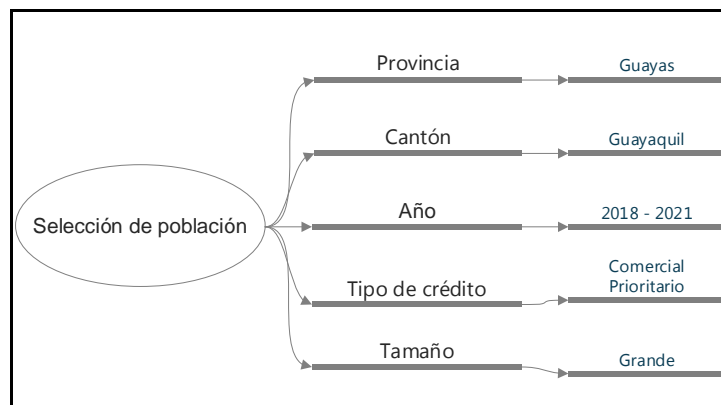 Selección de población
Provincia
Guayas
Cantón
Guayaquil
Año
2018 - 2021
Tipo de crédito
Comercial
Prioritario
Tamaño
Grande